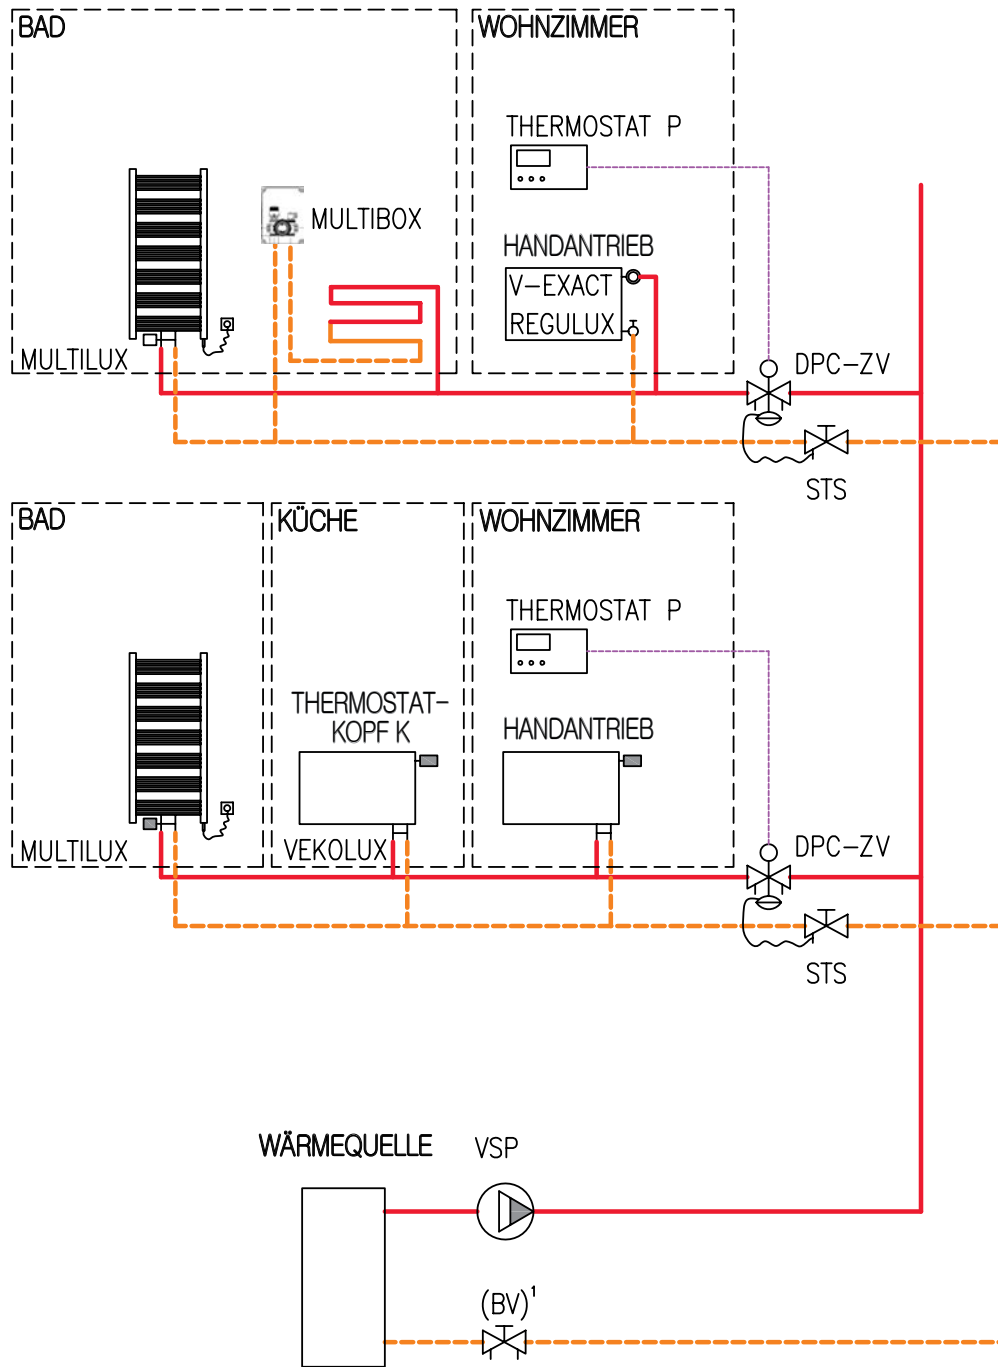 BAD
WOHNZIMMER
THERMOSTAT P
MULTIBOX
HANDANTRIEB
V-EXACT
REGULUX
MULTILUX
DPC-ZV
STS
BAD
KÜCHE
WOHNZIMMER
THERMOSTAT P
THERMOSTAT-
KOPF K
HANDANTRIEB
MULTILUX
VEKOLUX
DPC-ZV
STS
WÄRMEQUELLE
VSP
(BV)¹